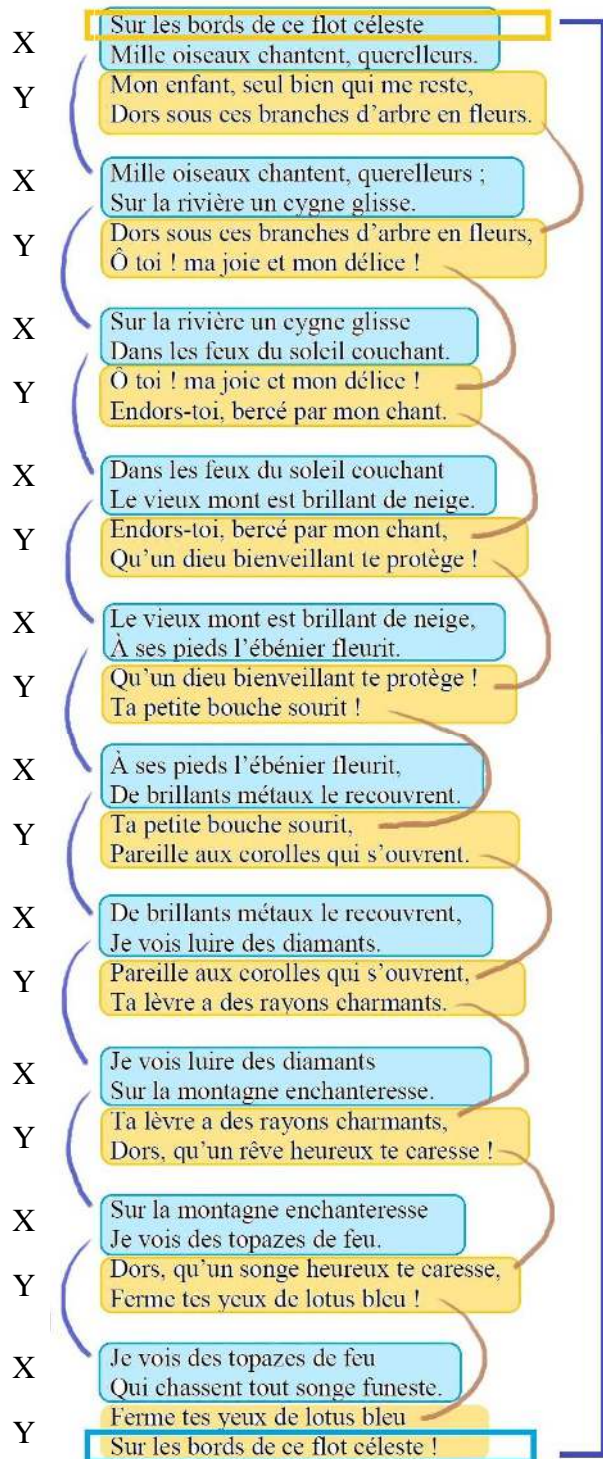 Sur les bords de ce flot céleste
X
Mille oiseaux chantent, querelleurs.
Y
Mon enfant, seul bien qui me reste,
Dors sous ces branches d'arbre en fleurs.
X
Mille oiseaux chantent, querelleurs ;
Sur la rivière un cygne glisse.
Y
Dors sous ces branches d'arbre en fleurs,
Ô toi ! ma joie et mon délice !
X
Sur la rivière un cygne glisse
Dans les feux du soleil couchant.
Y
Ô toi ! ma joie et mon délice !
Endors-toi, bercé par mon chant.
X
Dans les feux du soleil couchant
Le vieux mont est brillant de neige.
Y
Endors-toi, bercé par mon chant,
Qu'un dieu bienveillant te protège !
X
Le vieux mont est brillant de neige,
À ses pieds l'ébénier fleurit.
Y
Qu'un dieu bienveillant te protège !
Ta petite bouche sourit !
X
À ses pieds l'ébénier fleurit,
De brillants métaux le recouvrent.
Y
Ta petite bouche sourit,
Pareille aux corolles qui s'ouvrent.
X
De brillants métaux le recouvrent,
Je vois luire des diamants.
Y
Pareille aux corolles qui s'ouvrent,
Ta lèvre a des rayons charmants.
X
Je vois luire des diamants
Sur la montagne enchanteresse.
Y
Ta lèvre a des rayons charmants,
Dors, qu'un rêve heureux te caresse !
X
Sur la montagne enchanteresse
Je vois des topazes de feu.
Y
Dors, qu'un songe heureux te caresse,
Ferme tes yeux de lotus bleu !
X
Je vois des topazes de feu
Qui chassent tout songe funeste.
Y
Ferme tes yeux de lotus bleu
Sur les bords de ce flot céleste !